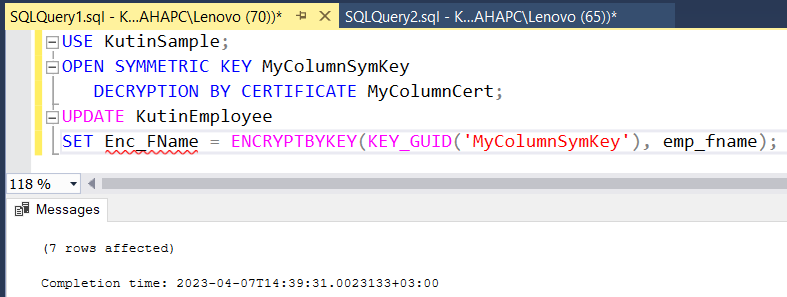 SQLQuery1.sql - K...AHAPC\Lenovo (70))* SQLQuery2.sql - K...AHAPC\Lenovo (65))*
USE KutinSample;
OPEN SYMMETRIC KEY MyColumnSymKey
DECRYPTION BY CERTIFICATE MyColumnCert;
UPDATE KutinEmployee
SET Enc_FName = ENCRYPTBYKEY(KEY_GUID('MyColumnSymKey'), emp_fname);
118 %
Messages
(7 rows affected)
Completion time: 2023-04-07T14:39:31.0023133+03:00